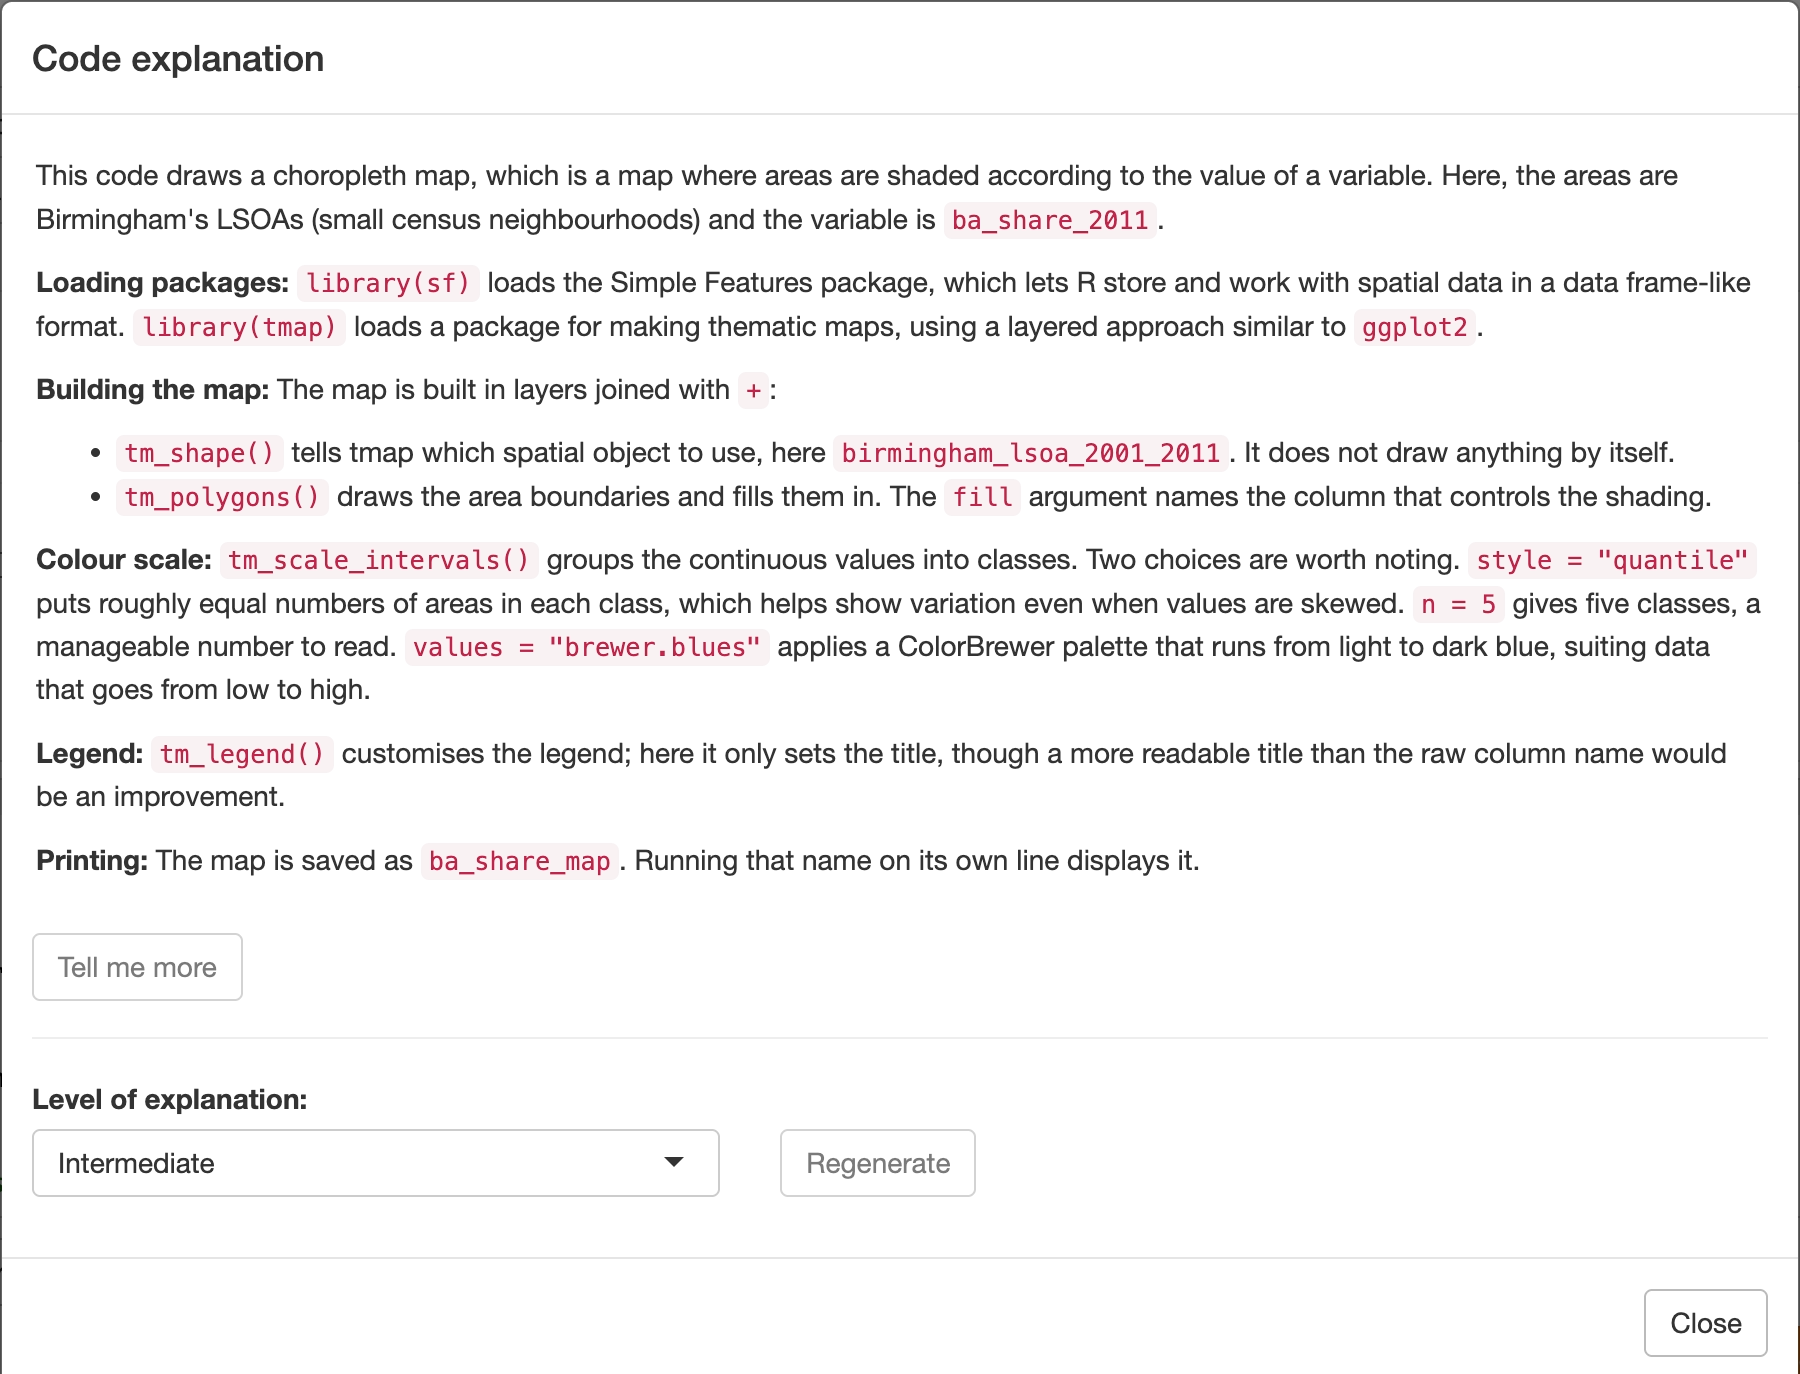 Code explanation
This code draws a choropleth map, which is a map where areas are shaded according to the value of a variable. Here, the areas are
Birmingham's LSOAs (small census neighbourhoods) and the variable is ba_share_2011.
Loading packages: library(sf) loads the Simple Features package, which lets R store and work with spatial data in a data frame-like
format. library(tmap) loads a package for making thematic maps, using a layered approach similar to ggplot2.
Building the map: The map is built in layers joined with +:
• tm_shape() tells tmap which spatial object to use, here birmingham_lsoa_2001_2011. It does not draw anything by itself.
• tm_polygons() draws the area boundaries and fills them in. The fill argument names the column that controls the shading.
Colour scale: tm_scale_intervals() groups the continuous values into classes. Two choices are worth noting. style = "quantile"
puts roughly equal numbers of areas in each class, which helps show variation even when values are skewed. n = 5 gives five classes, a
manageable number to read. values = "brewer.blues" applies a ColorBrewer palette that runs from light to dark blue, suiting data
that goes from low to high.
Legend: tm_legend() customises the legend; here it only sets the title, though a more readable title than the raw column name would
be an improvement.
Printing: The map is saved as ba_share_map. Running that name on its own line displays it.
Tell me more
Level of explanation:
Intermediate
Regenerate
Close